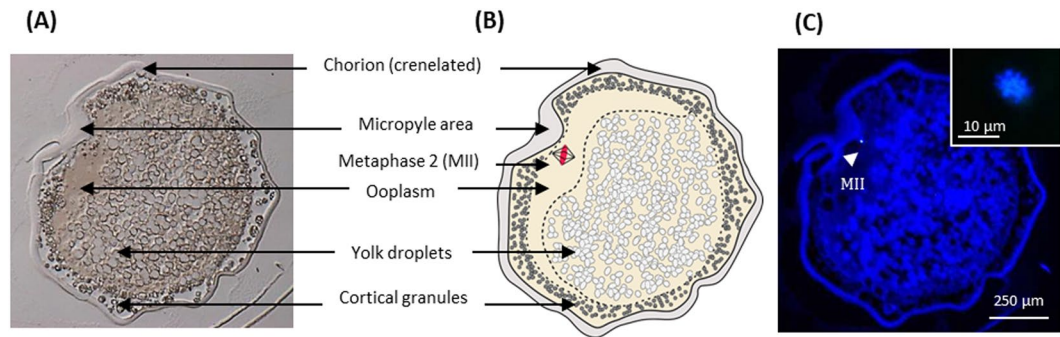 (A)
(B)
(C)
Chorion (crenelated)
Micropyle area
Metaphase 2 (MII)
Ooplasm
Yolk droplets
Cortical granules
10 µm
MII
250 µm